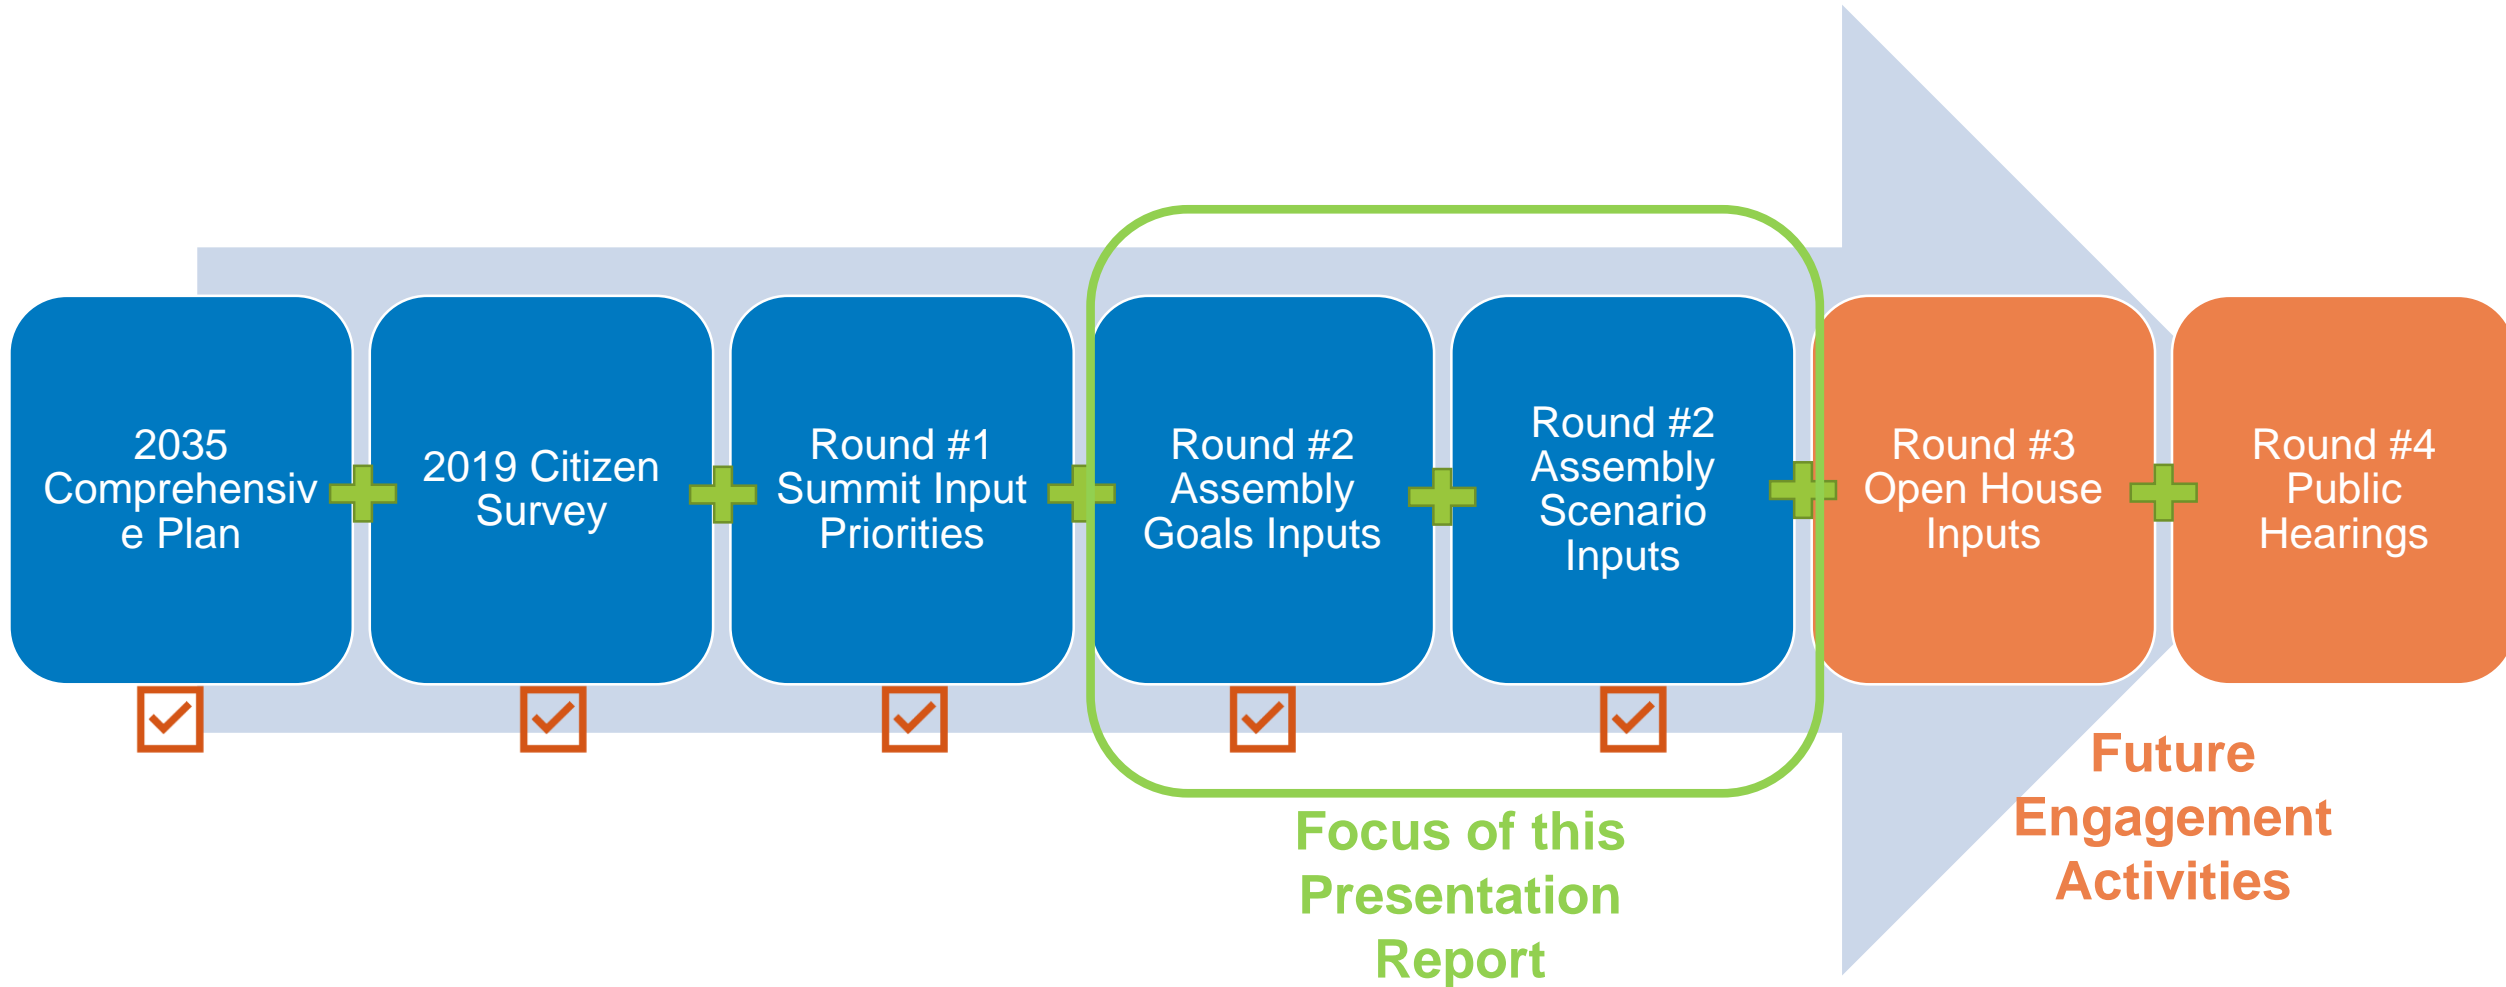 2035
Comprehensiv
e Plan
2019 Citizen
Survey
Round #1
Summit Input
Priorities
Round #2
Assembly
Goals Inputs
Round #2
Assembly
Scenario
Inputs
Round #3
Open House
Inputs
Round #4
Public
Hearings
Focus of this
Presentation
Report
Future
Engagement
Activities